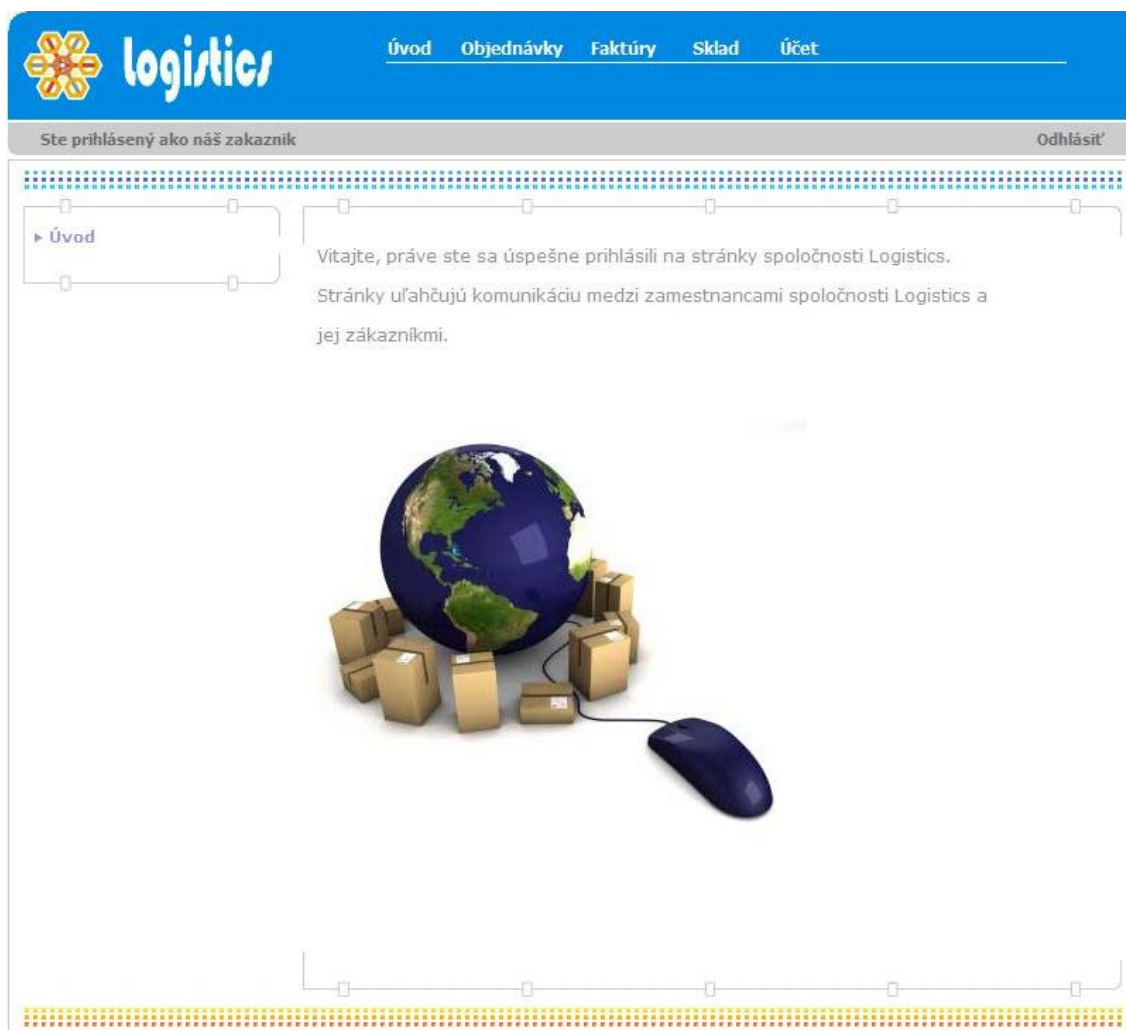 logistics
Úvod Objednávky Faktúry Sklad Účet
Ste prihlásený ako náš zakaznik Odhlásiť
Úvod
Vitajte, práve ste sa úspešne prihlásili na stránky spoločnosti Logistics.
Stránky uľahčujú komunikáciu medzi zamestnancami spoločnosti Logistics a
jej zákazníkmi.